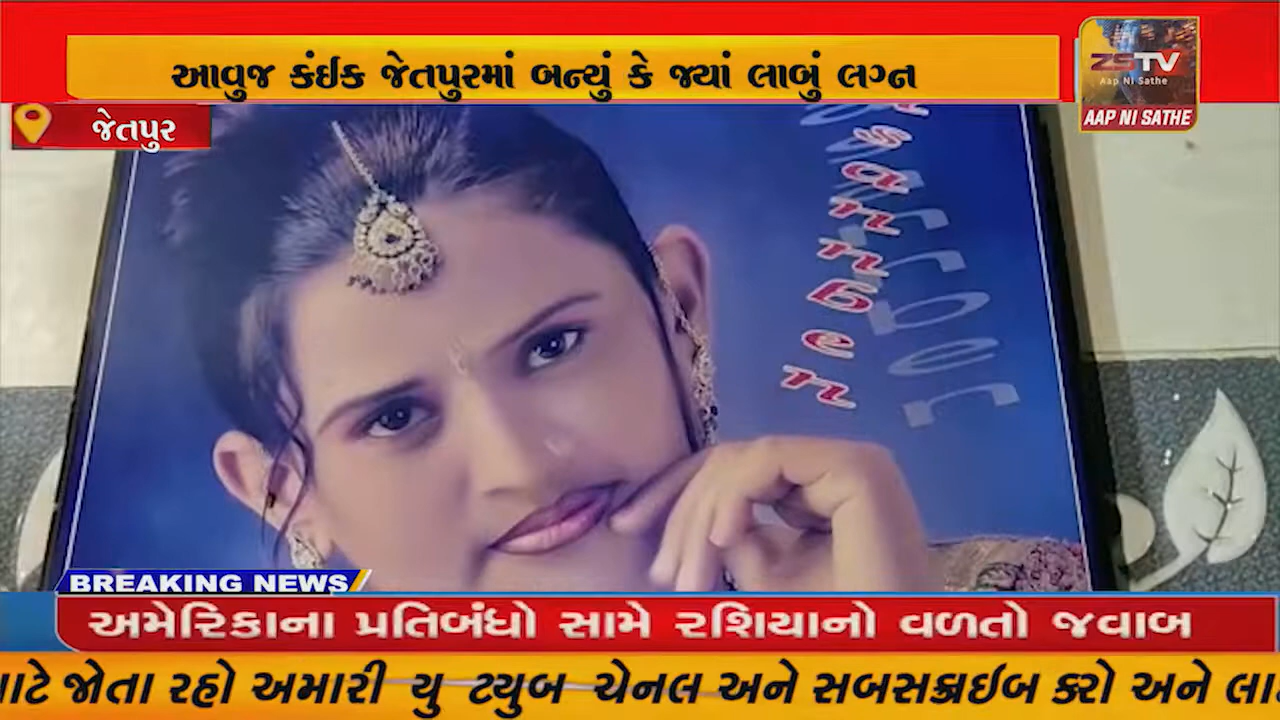 આવુજ કંઈક જેતપુરમાં બન્યું કે જ્યાં લાબું લગ્ન
ZSTV
Aap Ni Sathe
AAP NI SATHE
જેતપુર
BREAKING NEWS
અમેરિકાના પ્રતિબંધો સામે રશિયાનો વળતો જવાબ
જોતા રહો અમારી યુ ટ્યુબ ચેનલ અને સબસક્રાઈબ કરો અને